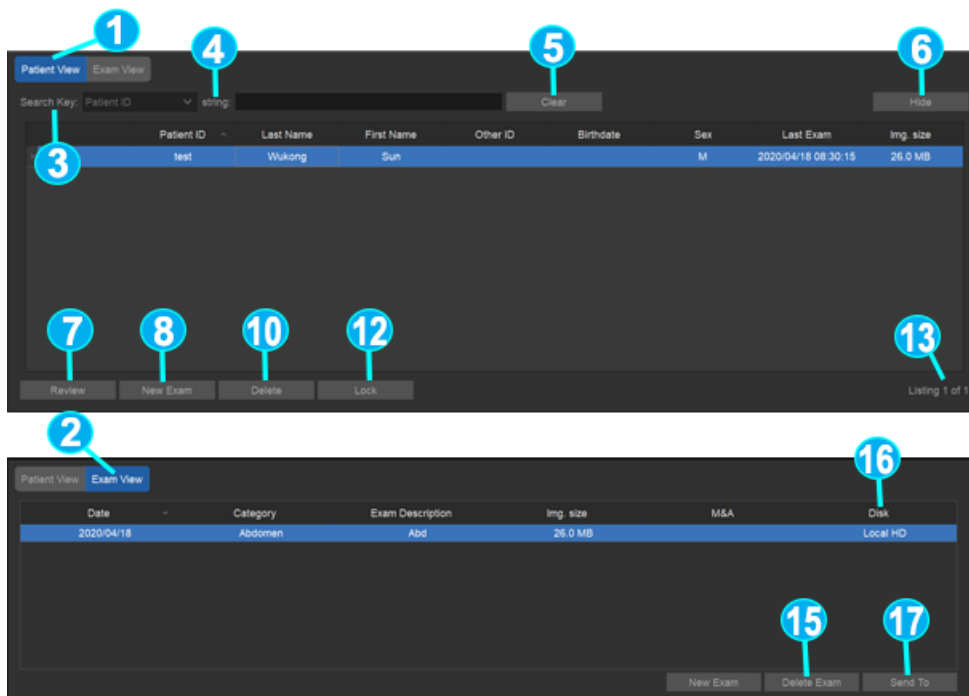 1
4
5
6
Patient View Exam View
Search Key: Patient ID string: Clear Hide
3
Patient ID Last Name First Name Other ID Birthdate Sex Last Exam Img. size
test Wukong Sun M 2020/04/18 08:30:15 26.0 MB
7
8
10
12
13
Review New Exam Delete Lock Listing 1 of 1
2
16
Patient View Exam View
Date Category Exam Description Img. size M&A Disk
2020/04/18 Abdomen Abd 26.0 MB Local HD
15
17
New Exam Delete Exam Send To